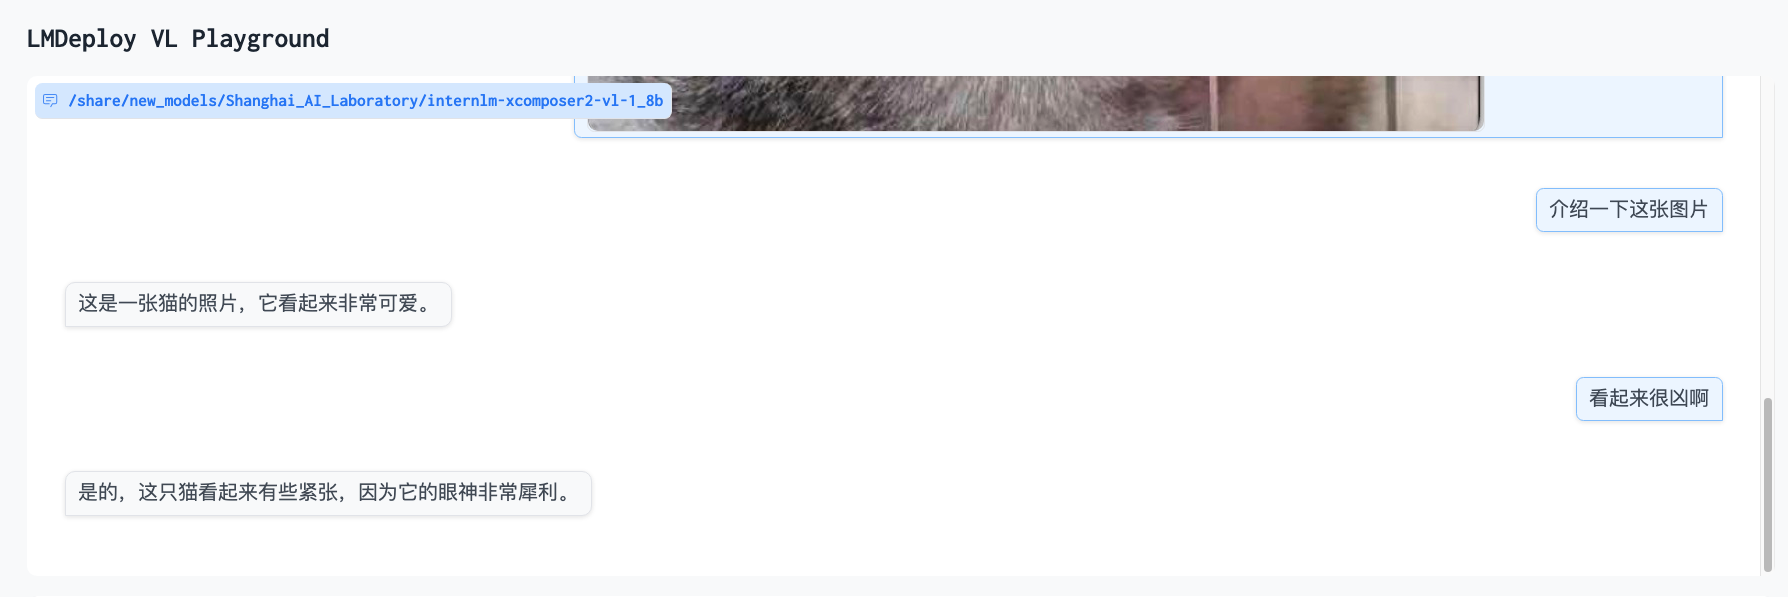 LMDeploy VL Playground
/share/new_models/Shanghai_AI_Laboratory/internlm-xcomposer2-vl-1_8b
介绍一下这张图片
这是一张猫的照片，它看起来非常可爱。
看起来很凶啊
是的，这只猫看起来有些紧张，因为它的眼神非常犀利。